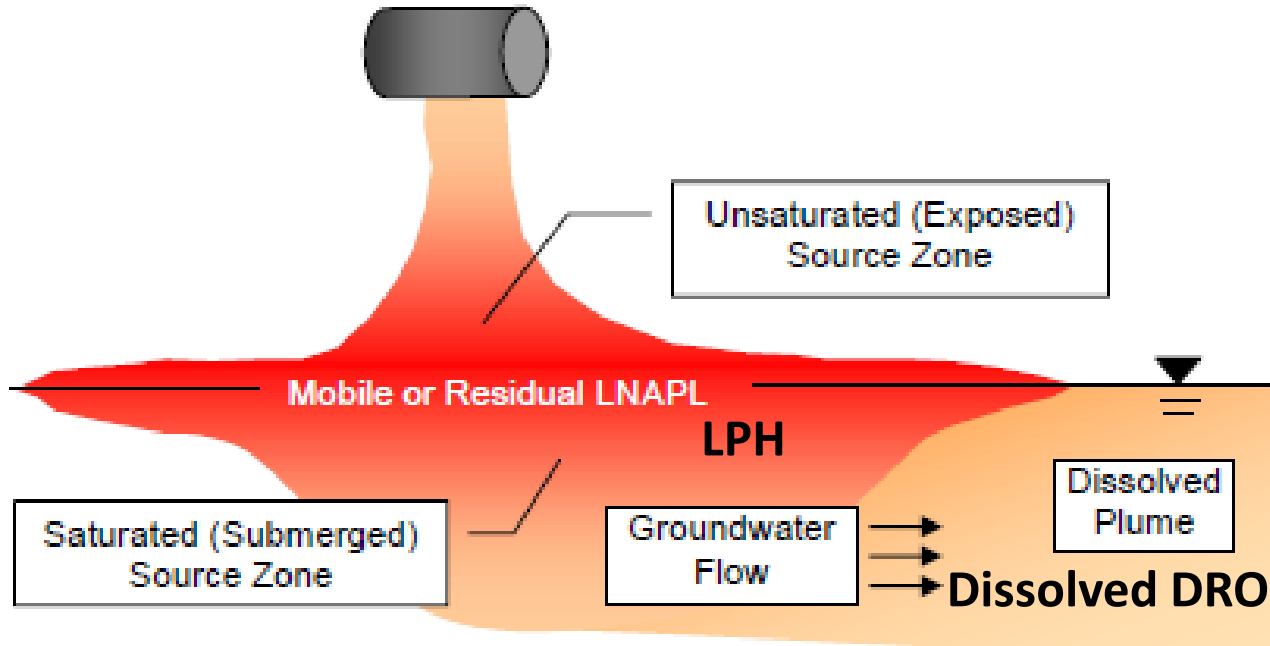 Unsaturated (Exposed)
Source Zone
Mobile or Residual LNAPL
LPH
Saturated (Submerged)
Source Zone
Groundwater
Flow
Dissolved
Plume
Dissolved DRO